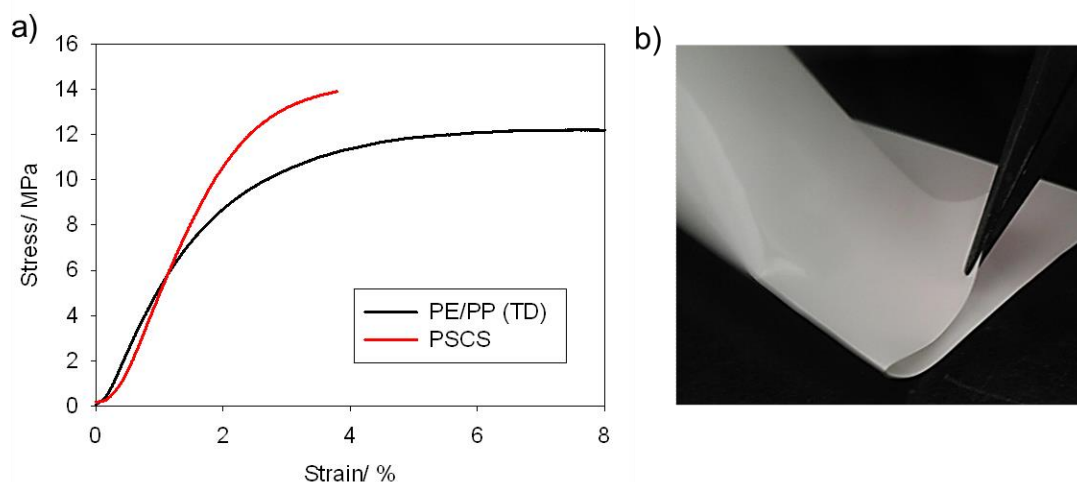 a)
16
14
12
10
8
6
4
2
0
Stress/ MPa
PE/PP (TD)
PSCS
0 2 4 6 8
Strain/ %
b)